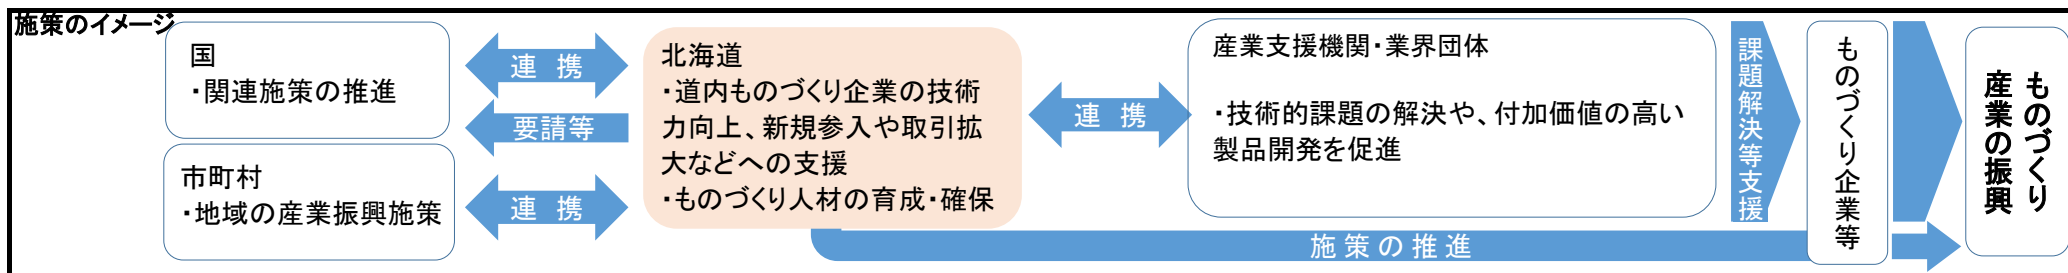 施策のイメージ
国
・関連施策の推進
市町村
・地域の産業振興施策
連 携
要請等
連 携
北海道
・道内ものづくり企業の技術
力向上、新規参入や取引拡
大などへの支援
・ものづくり人材の育成・確保
連 携
産業支援機関・業界団体
・技術的課題の解決や、付加価値の高い
製品開発を促進
課題解決等支援
ものづくり企業等
ものづくり
産業の振興
施策の推進